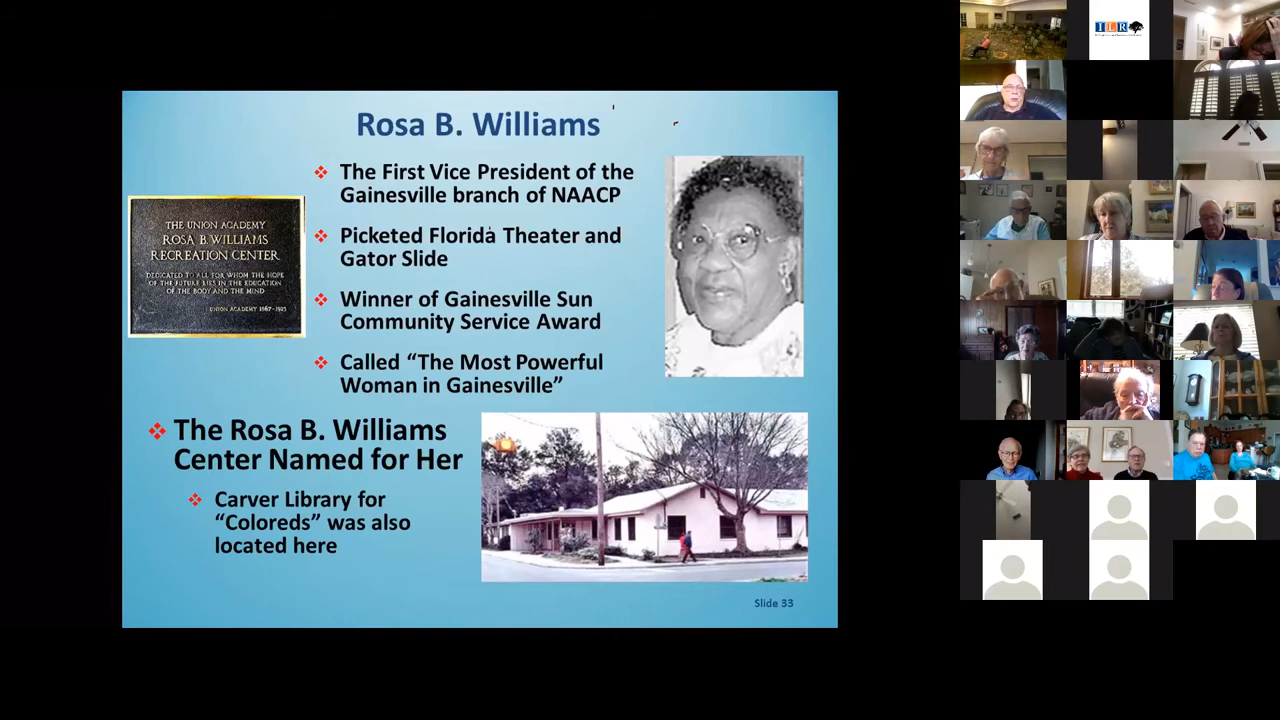 Rosa B. Williams
The First Vice President of the
Gainesville branch of NAACP
Picketed Florida Theater and
Gator Slide
Winner of Gainesville Sun
Community Service Award
Called “The Most Powerful
Woman in Gainesville”
THE UNION ACADEMY
ROSA B. WILLIAMS
RECREATION CENTER
DEDICATED TO ALL FOR WHOM THE HOPE
OF THE FUTURE LIES IN THE EDUCATION
OF THE BODY AND THE MIND
UNION ACADEMY 1867-1925
The Rosa B. Williams
Center Named for Her
Carver Library for
“Coloreds” was also
located here
Slide 33
ILR